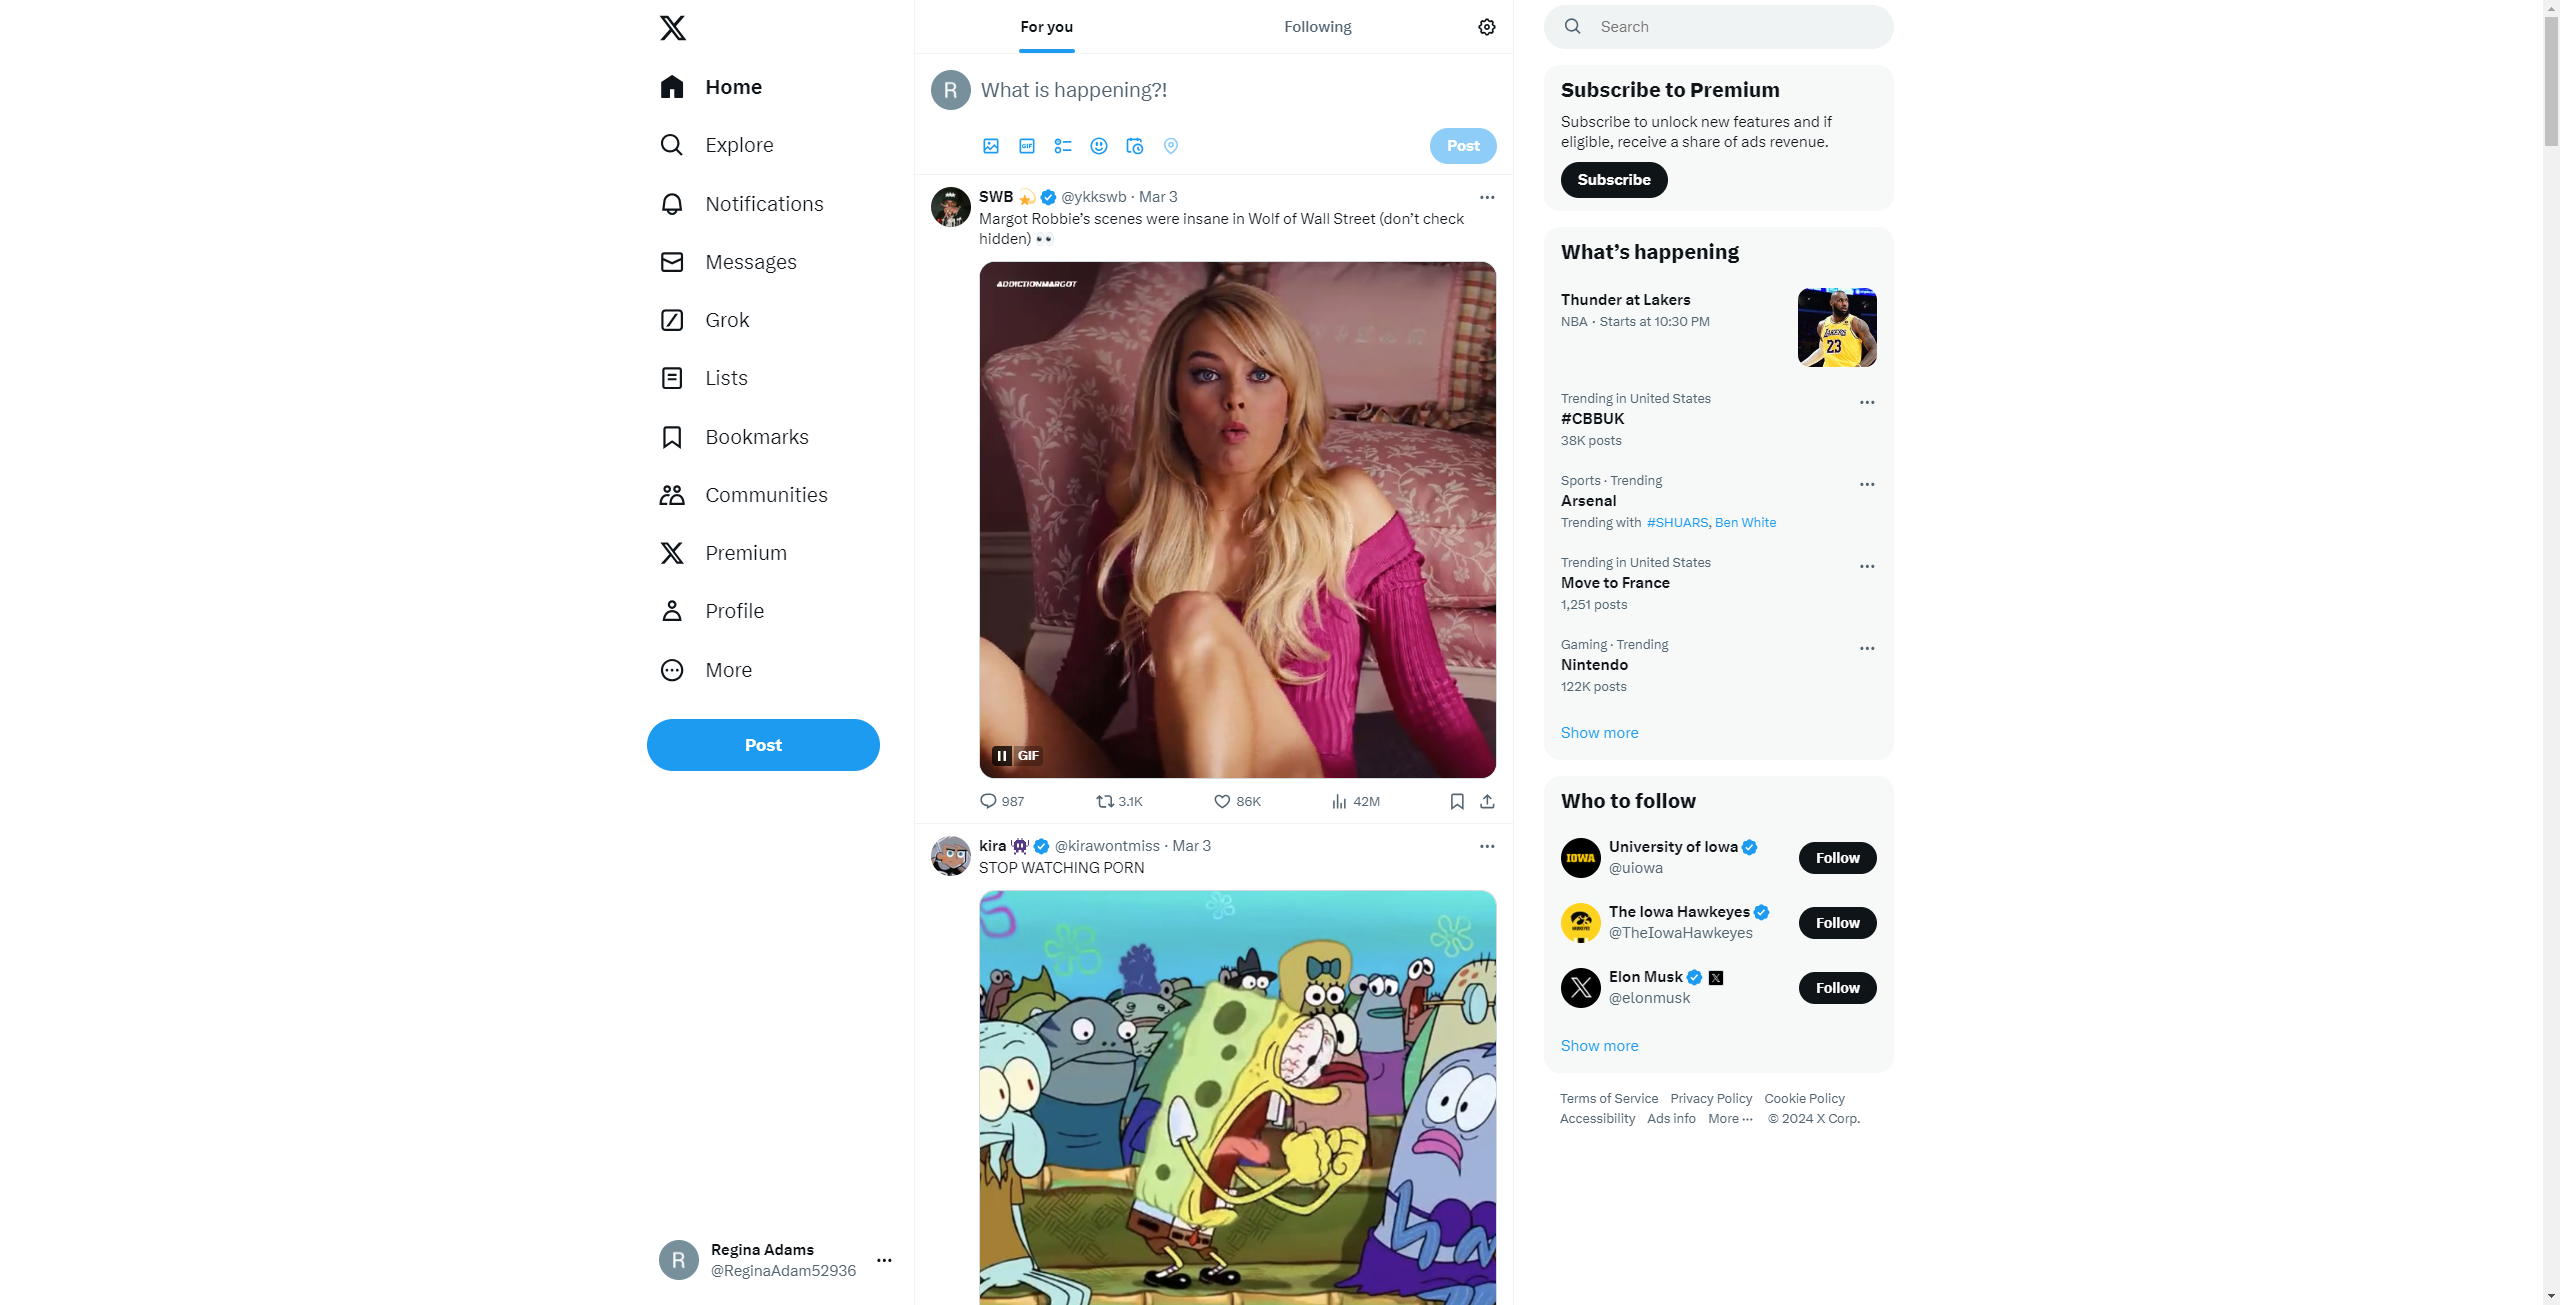 Home
Explore
Notifications
Messages
Grok
Lists
Bookmarks
Communities
Premium
Profile
More
Post
R
Regina Adams
@ReginaAdam52936
For you
Following
R
What is happening?!
GIF
Post
SWB @ykkswb · Mar 3
Margot Robbie’s scenes were insane in Wolf of Wall Street (don’t check
hidden)
ADDICTIONMARGOT
GIF
987 3.1K 86K 42M
kira @kirawontmiss · Mar 3
STOP WATCHING PORN
Search
Subscribe to Premium
Subscribe to unlock new features and if
eligible, receive a share of ads revenue.
Subscribe
What’s happening
Thunder at Lakers
NBA · Starts at 10:30 PM
LAKERS
23
Trending in United States
#CBBUK
38K posts
Sports · Trending
Arsenal
Trending with #SHUARS, Ben White
Trending in United States
Move to France
1,251 posts
Gaming · Trending
Nintendo
122K posts
Show more
Who to follow
IOWA
University of Iowa
@uiowa
Follow
The Iowa Hawkeyes
@TheIowaHawkeyes
Follow
Elon Musk
@elonmusk
Follow
Show more
Terms of Service Privacy Policy Cookie Policy
Accessibility Ads info More ··· © 2024 X Corp.